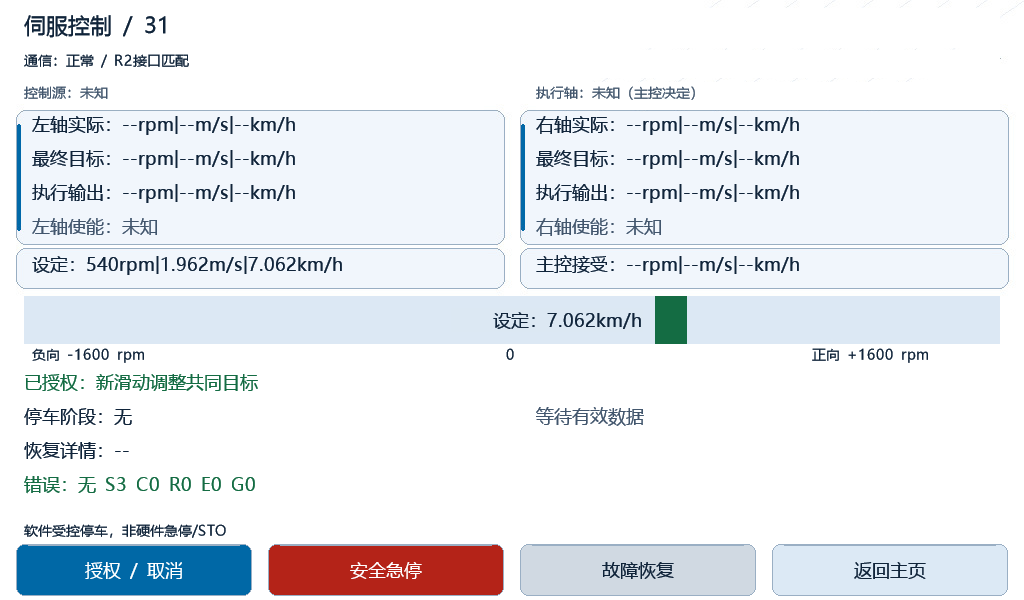 伺服控制 / 31
通信：正常 / R2接口匹配
控制源：未知
执行轴：未知（主控决定）
左轴实际：--rpm|--m/s|--km/h
最终目标：--rpm|--m/s|--km/h
执行输出：--rpm|--m/s|--km/h
左轴使能：未知
右轴实际：--rpm|--m/s|--km/h
最终目标：--rpm|--m/s|--km/h
执行输出：--rpm|--m/s|--km/h
右轴使能：未知
设定：540rpm|1.962m/s|7.062km/h
主控接受：--rpm|--m/s|--km/h
设定：7.062km/h
负向 -1600 rpm
0
正向 +1600 rpm
已授权：新滑动调整共同目标
停车阶段：无
等待有效数据
恢复详情：--
错误：无 S3 C0 R0 E0 G0
软件受控停车，非硬件急停/STO
授权 / 取消
安全急停
故障恢复
返回主页